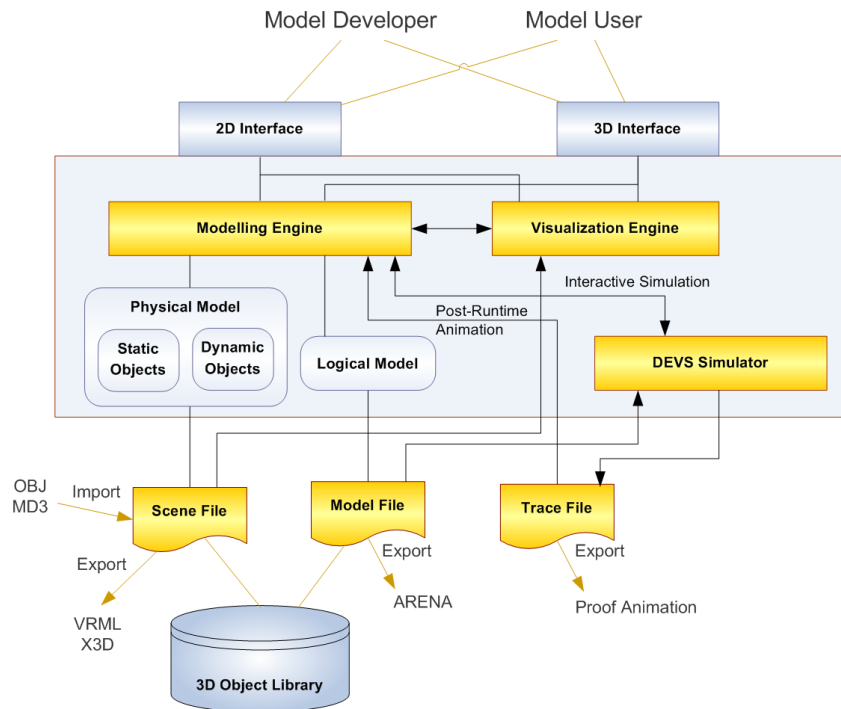 Model Developer
Model User
2D Interface
3D Interface
Modelling Engine
Visualization Engine
Interactive Simulation
Physical Model
Post-Runtime
Animation
Static
Objects
Dynamic
Objects
Logical Model
DEVS Simulator
OBJ
MD3
Import
Scene File
Model File
Trace File
Export
Export
Export
VRML
X3D
ARENA
Proof Animation
3D Object Library